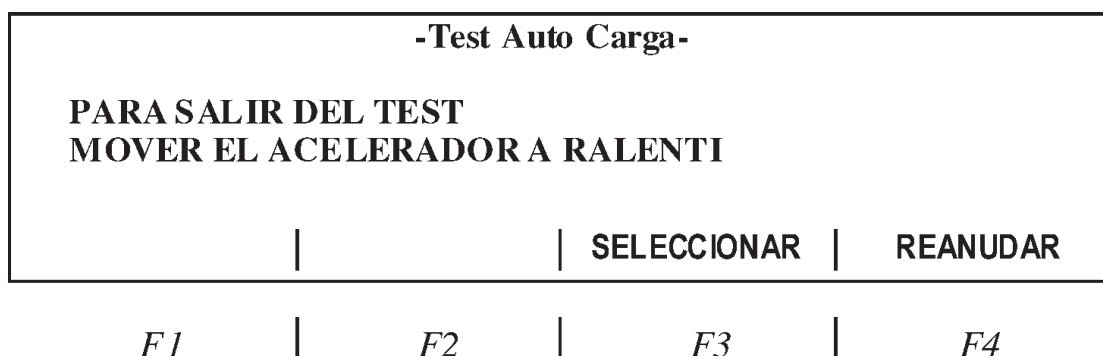 -Test Auto Carga-
PARA SALIR DEL TEST
MOVER EL ACELERADOR A RALENTI
SELECCIONAR | REANUDAR
F1 | F2 | F3 | F4